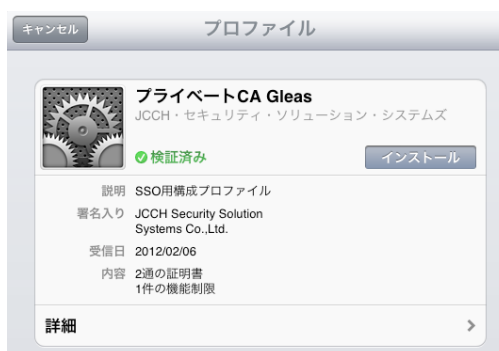 キャンセル
プロファイル
プライベートCA Gleas
JCCH・セキュリティ・ソリューション・システムズ
検証済み
インストール
説明 SSO用構成プロファイル
署名入り JCCH Security Solution
Systems Co.,Ltd.
受信日 2012/02/06
内容 2通の証明書
1件の機能制限
詳細